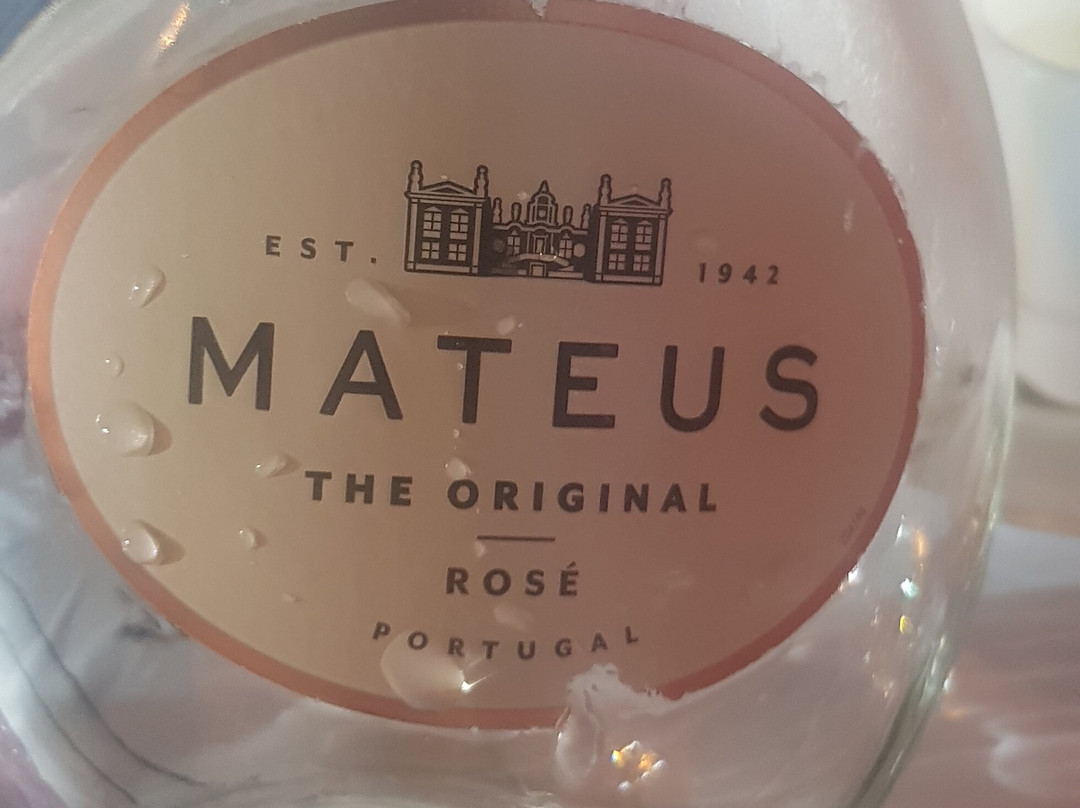 EST. 1942
MATEUS
THE ORIGINAL
ROSÉ
PORTUGAL